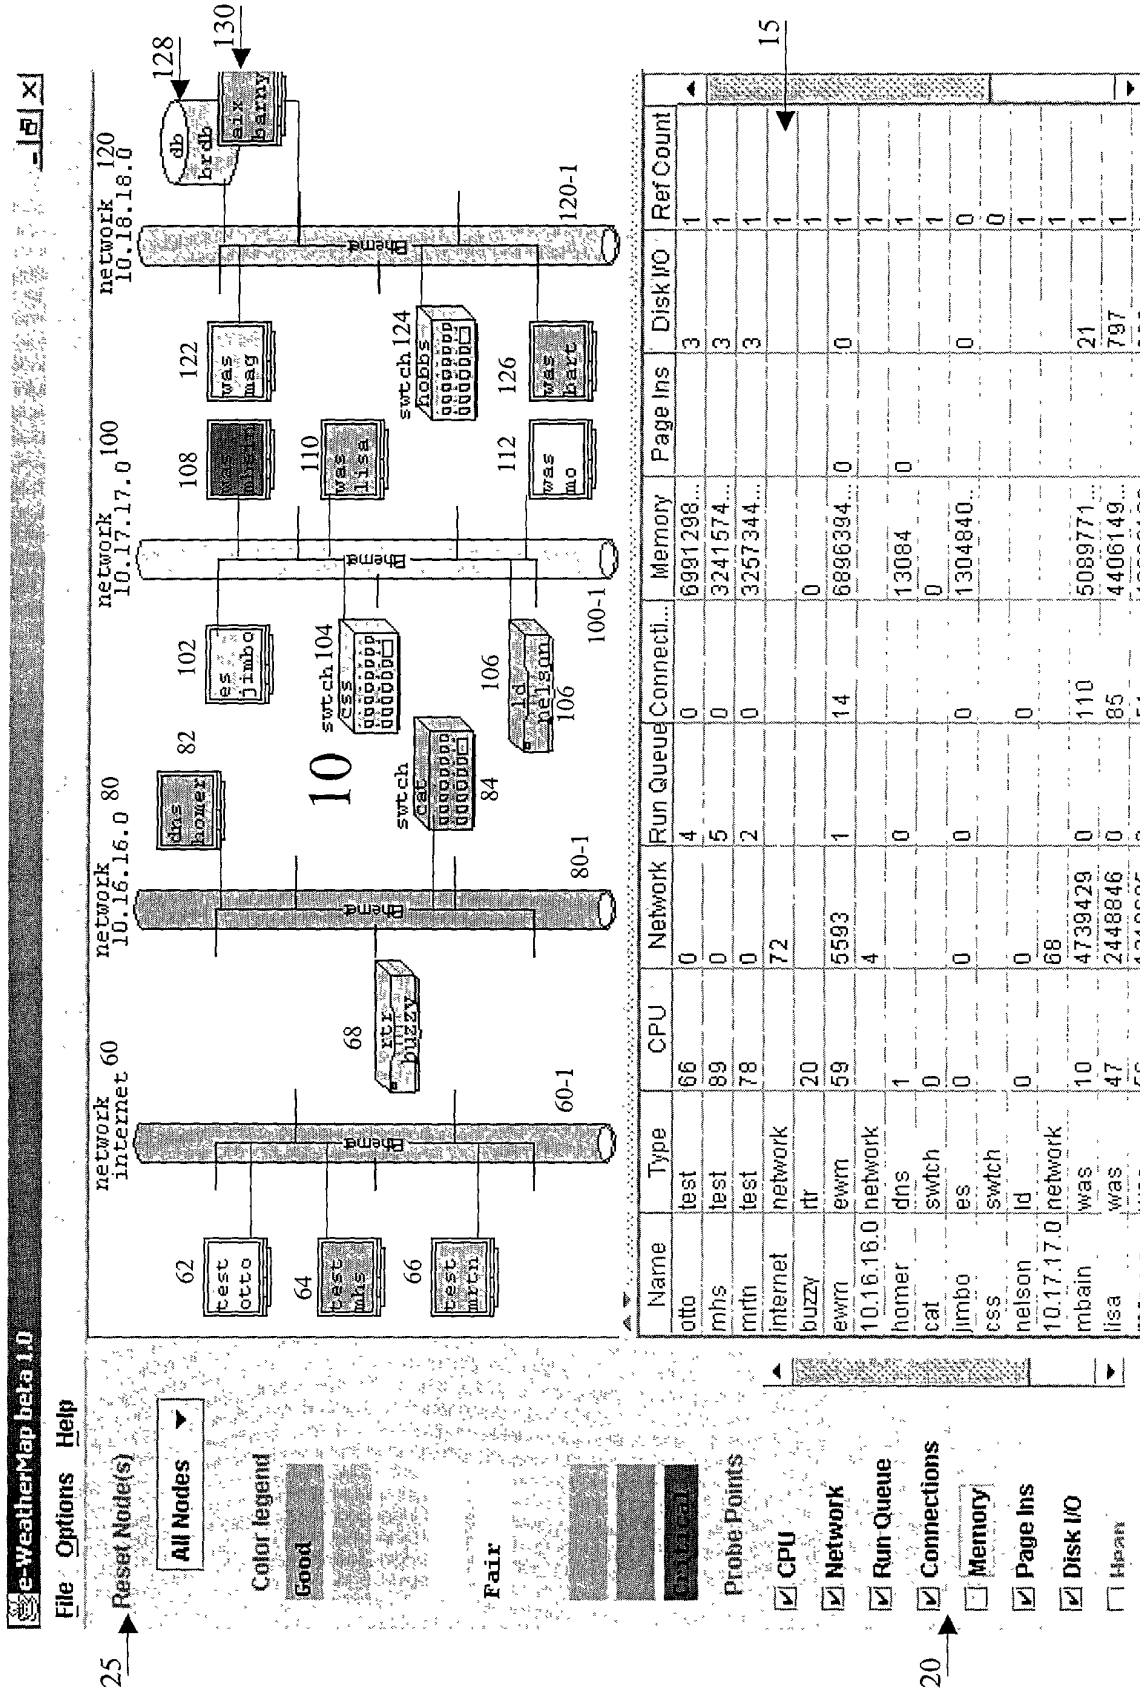 e-WeatherMap beta 1.0
File Options Help
25
Reset Node(s)
All Nodes
Color legend
Good
Fair
Critical
Probe Points
CPU
Network
Run Queue
Connections
20
Memory
Page Ins
Disk I/O
network
internet 60
network
10.16.16.0 80
network
10.17.17.0 100
network
10.18.18.0 120
62
test
otto
64
test
mhs
66
test
mrtn
60-1
68
rtr
buzzy
80-1
82
dns
homer
swtch
cat
84
10
102
es
jimbo
swtch 104
css
106
ld
nelson
106
100-1
108
was
110
was
lisa
112
was
mo
122
was
mag
swtch 124
hobbs
126
was
bart
120-1
128
db
brdb
130
aix
barny
15
Name Type CPU Network Run Queue Connecti... Memory Page Ins Disk I/O Ref Count
otto test 66 0 4 0 6991298... 3 1
mhs test 89 0 5 0 3241574... 3 1
mrtn test 78 0 2 0 3257344... 3 1
internet network 72 1
buzzy rtr 20 0 1
ewm ewm 59 5593 1 14 6896394... 0 0 1
10.16.16.0 network 4 1
homer dns 1 0 13084 0 1
cat swtch 0 0 1
jimbo es 0 0 0 0 1304840... 0 0
css swtch 0
nelson ld 0 0 0 1
10.17.17.0 network 68 1
mbain was 10 4739429 0 110 5089771... 21 1
lisa was 47 2448846 0 85 4406149... 797 1